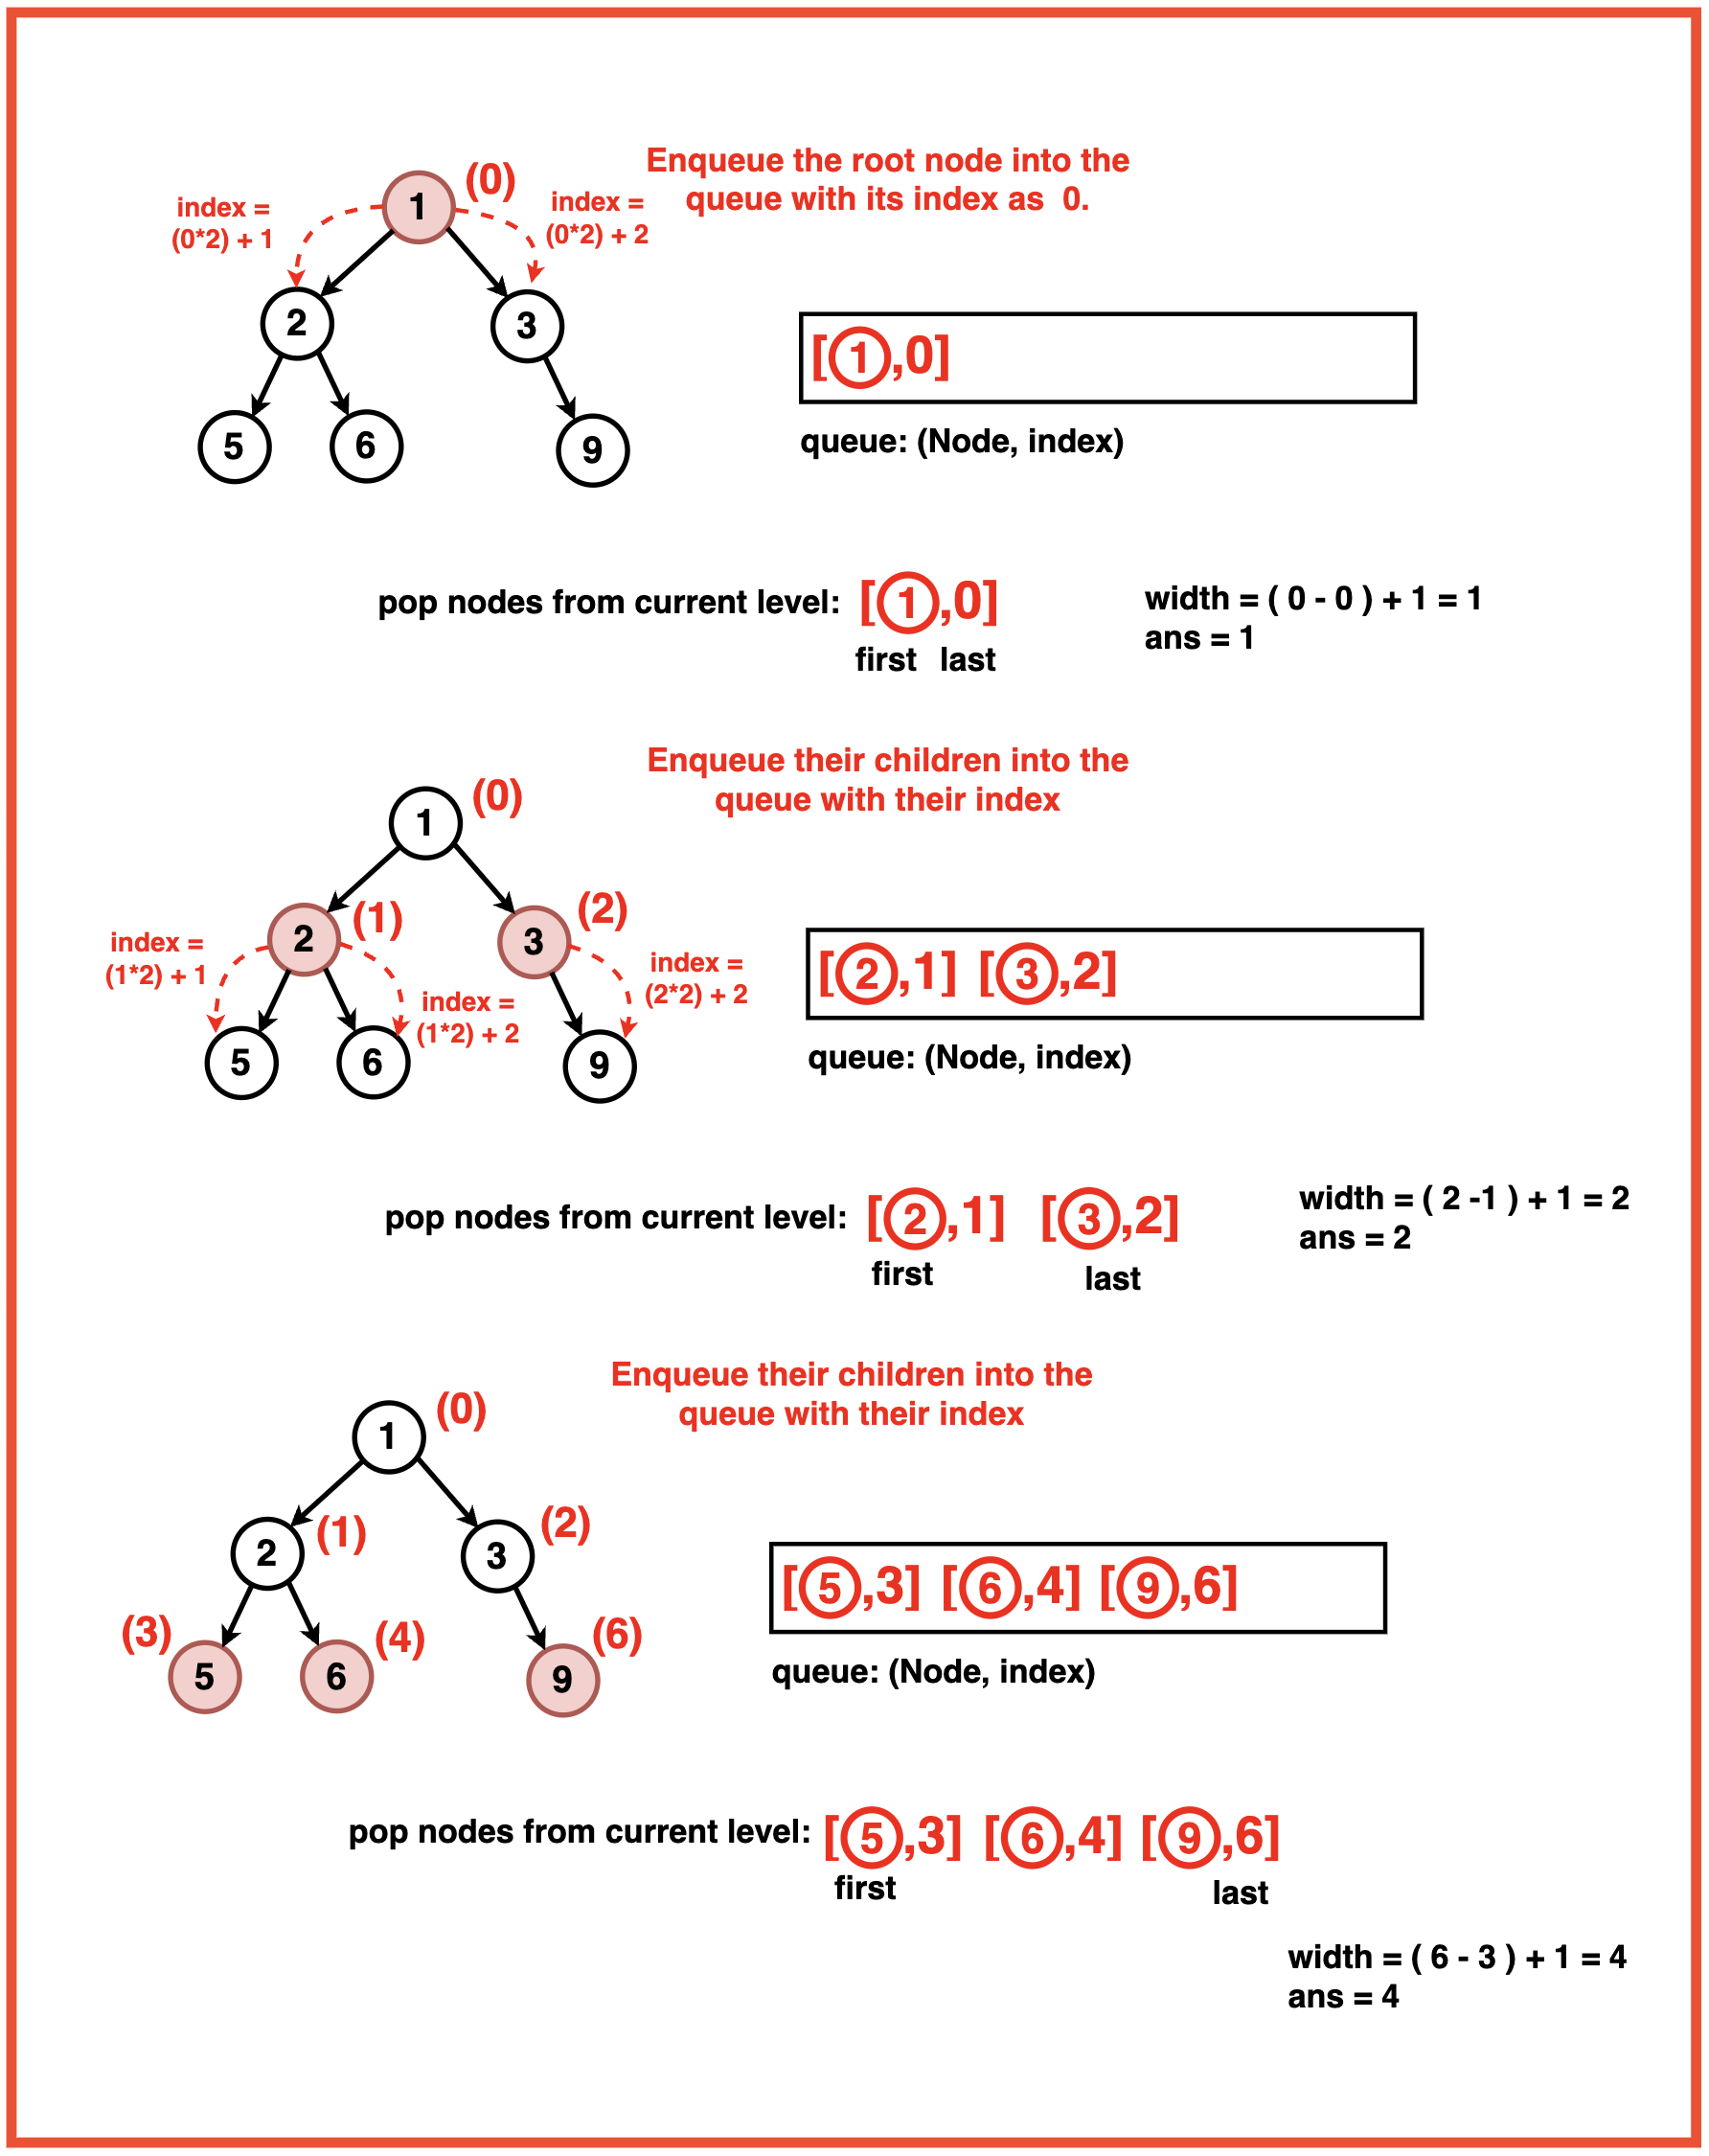 Enqueue the root node into the
queue with its index as 0.
index =
(0*2) + 1
1
(0)
index =
(0*2) + 2
2
3
5
6
9
[1,0]
queue: (Node, index)
pop nodes from current level: [1,0]
first last
width = ( 0 - 0 ) + 1 = 1
ans = 1
Enqueue their children into the
queue with their index
1
(0)
index =
(1*2) + 1
2
(1)
index =
(1*2) + 2
3
(2)
index =
(2*2) + 2
5
6
9
[2,1] [3,2]
queue: (Node, index)
pop nodes from current level: [2,1] [3,2]
first last
width = ( 2 -1 ) + 1 = 2
ans = 2
Enqueue their children into the
queue with their index
1
(0)
2
(1)
3
(2)
(3)
5
6
(4)
9
(6)
[5,3] [6,4] [9,6]
queue: (Node, index)
pop nodes from current level: [5,3] [6,4] [9,6]
first last
width = ( 6 - 3 ) + 1 = 4
ans = 4